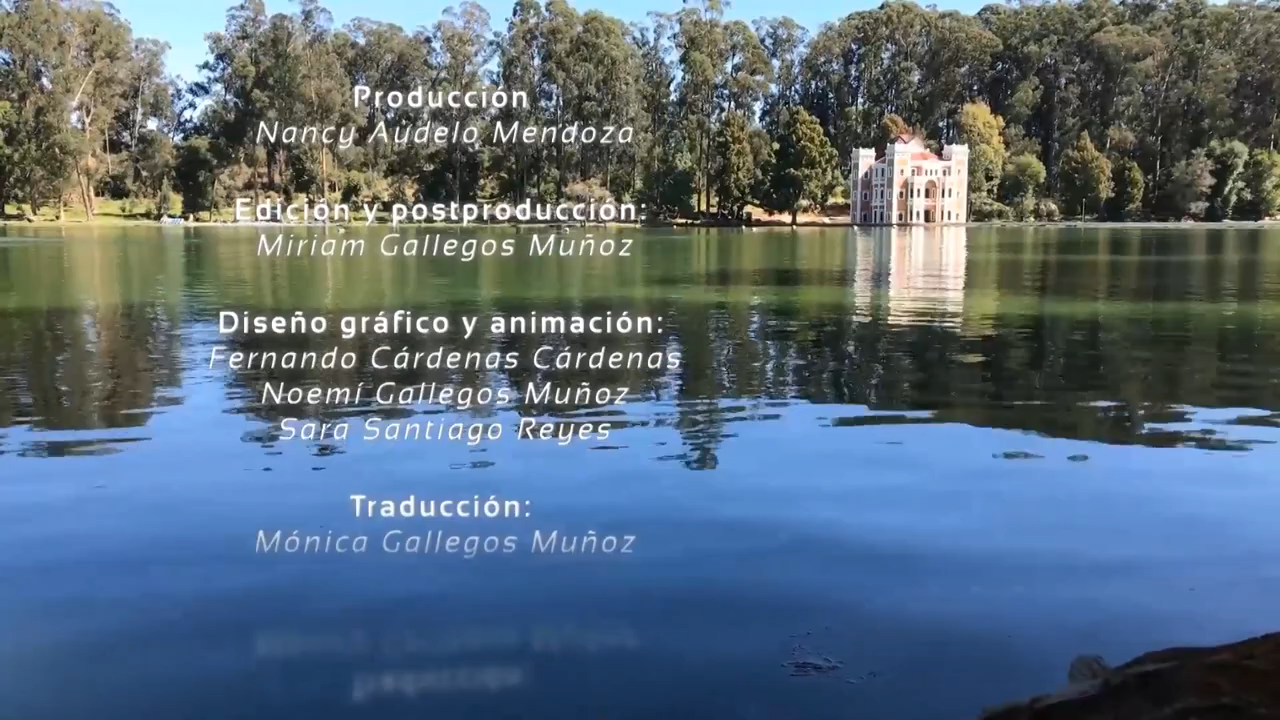 Producción
Nancy Audelo Mendoza
Edición y postproducción:
Miriam Gallegos Muñoz
Diseño gráfico y animación:
Fernando Cárdenas Cárdenas
Noemí Gallegos Muñoz
Sara Santiago Reyes
Traducción:
Mónica Gallegos Muñoz